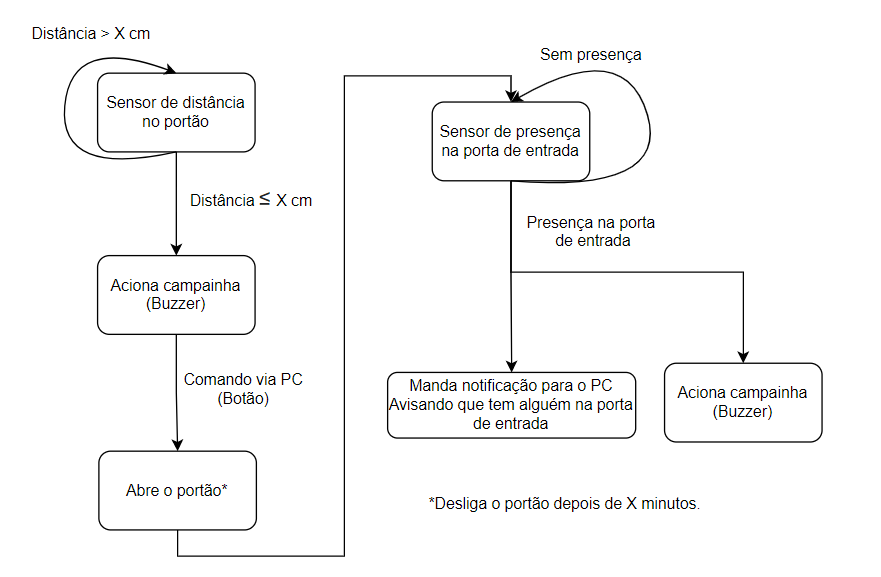 Distância > X cm
Sensor de distância
no portão
Distância ≤ X cm
Aciona campainha
(Buzzer)
Comando via PC
(Botão)
Abre o portão*
Sem presença
Sensor de presença
na porta de entrada
Presença na porta
de entrada
Manda notificação para o PC
Avisando que tem alguém na porta
de entrada
Aciona campainha
(Buzzer)
*Desliga o portão depois de X minutos.